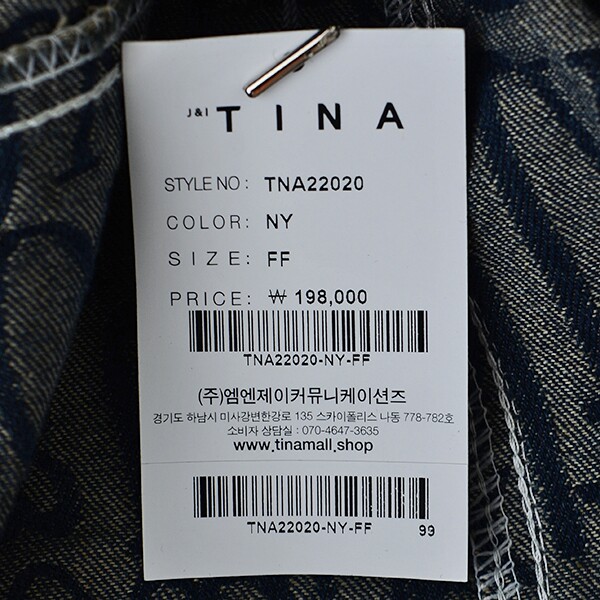 J&I TINA
STYLE NO: TNA22020
COLOR: NY
SIZE: FF
PRICE: ₩ 198,000
TNA22020-NY-FF
(주)엠엔제이커뮤니케이션즈
경기도 하남시 미사강변한강로 135 스카이폴리스 나동 778-782호
소비자 상담실 : 070-4647-3635
www.tinamall.shop
TNA22020-NY-FF 99